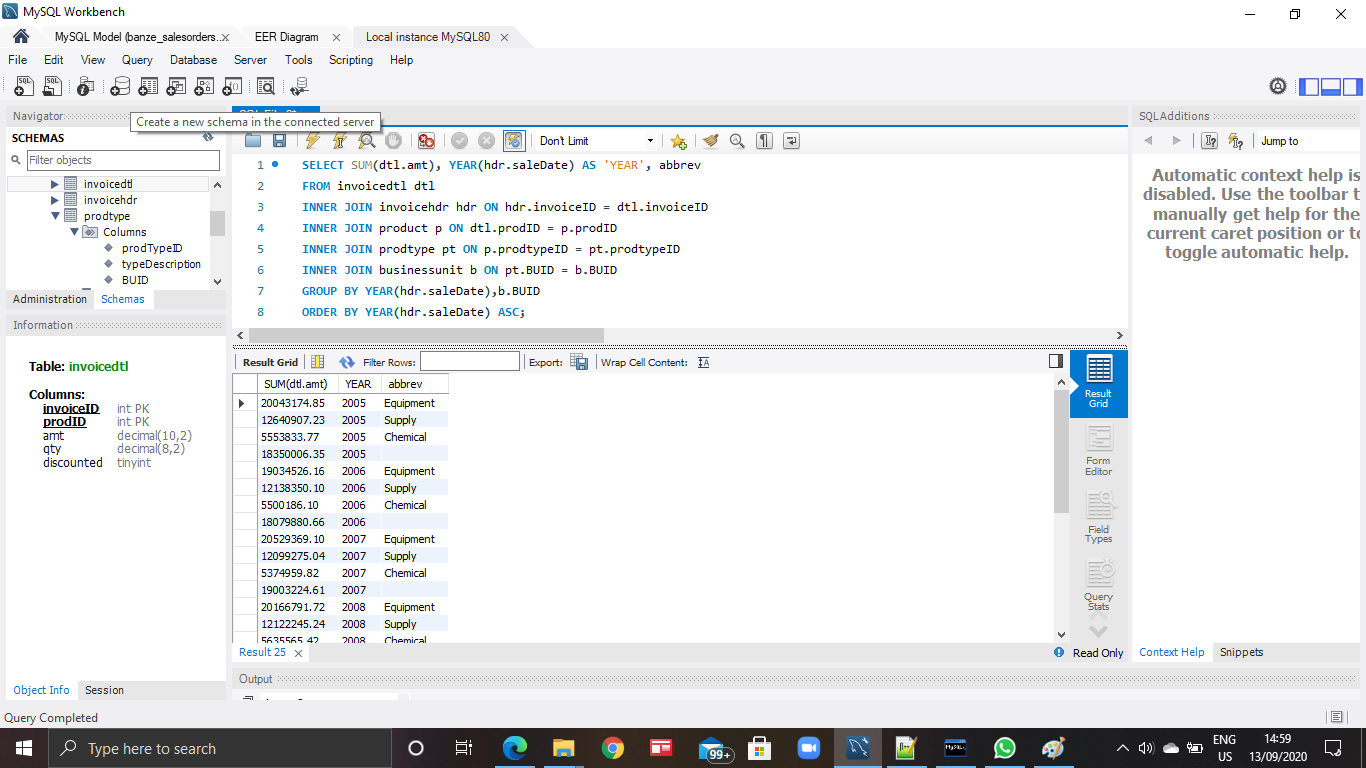 MySQL Workbench
MySQL Model (banze_salesorders...
EER Diagram
Local instance MySQL80
File Edit View Query Database Server Tools Scripting Help
Navigator
Create a new schema in the connected server
SCHEMAS
Filter objects
invoicedtl
invoicehdr
prodtype
Columns
prodTypeID
typeDescription
BUID
Administration Schemas
Information
Table: invoicedtl
Columns:
invoiceID int PK
prodID int PK
amt decimal(10,2)
qty decimal(8,2)
discounted tinyint
Object Info Session
Don't Limit
1 SELECT SUM(dtl.amt), YEAR(hdr.saleDate) AS 'YEAR', abbrev
2 FROM invoicedtl dtl
3 INNER JOIN invoicehdr hdr ON hdr.invoiceID = dtl.invoiceID
4 INNER JOIN product p ON dtl.prodID = p.prodID
5 INNER JOIN prodtype pt ON p.prodtypeID = pt.prodtypeID
6 INNER JOIN businessunit b ON pt.BUID = b.BUID
7 GROUP BY YEAR(hdr.saleDate),b.BUID
8 ORDER BY YEAR(hdr.saleDate) ASC;
Result Grid Filter Rows: Export: Wrap Cell Content:
SUM(dtl.amt) YEAR abbrev
20043174.85 2005 Equipment
12640907.23 2005 Supply
5553833.77 2005 Chemical
18350006.35 2005
19034526.16 2006 Equipment
12138350.10 2006 Supply
5500186.10 2006 Chemical
18079880.66 2006
20529369.10 2007 Equipment
12099275.04 2007 Supply
5374959.82 2007 Chemical
19003224.61 2007
20166791.72 2008 Equipment
12122245.24 2008 Supply
5635565.42 2008 Chemical
Result Grid
Form Editor
Field Types
Query Stats
Result 25
Read Only
Output
SQLAdditions
Jump to
Automatic context help is
disabled. Use the toolbar t
manually get help for the
current caret position or to
toggle automatic help.
Context Help Snippets
Query Completed
Type here to search
99+
ENG
US
14:59
13/09/2020